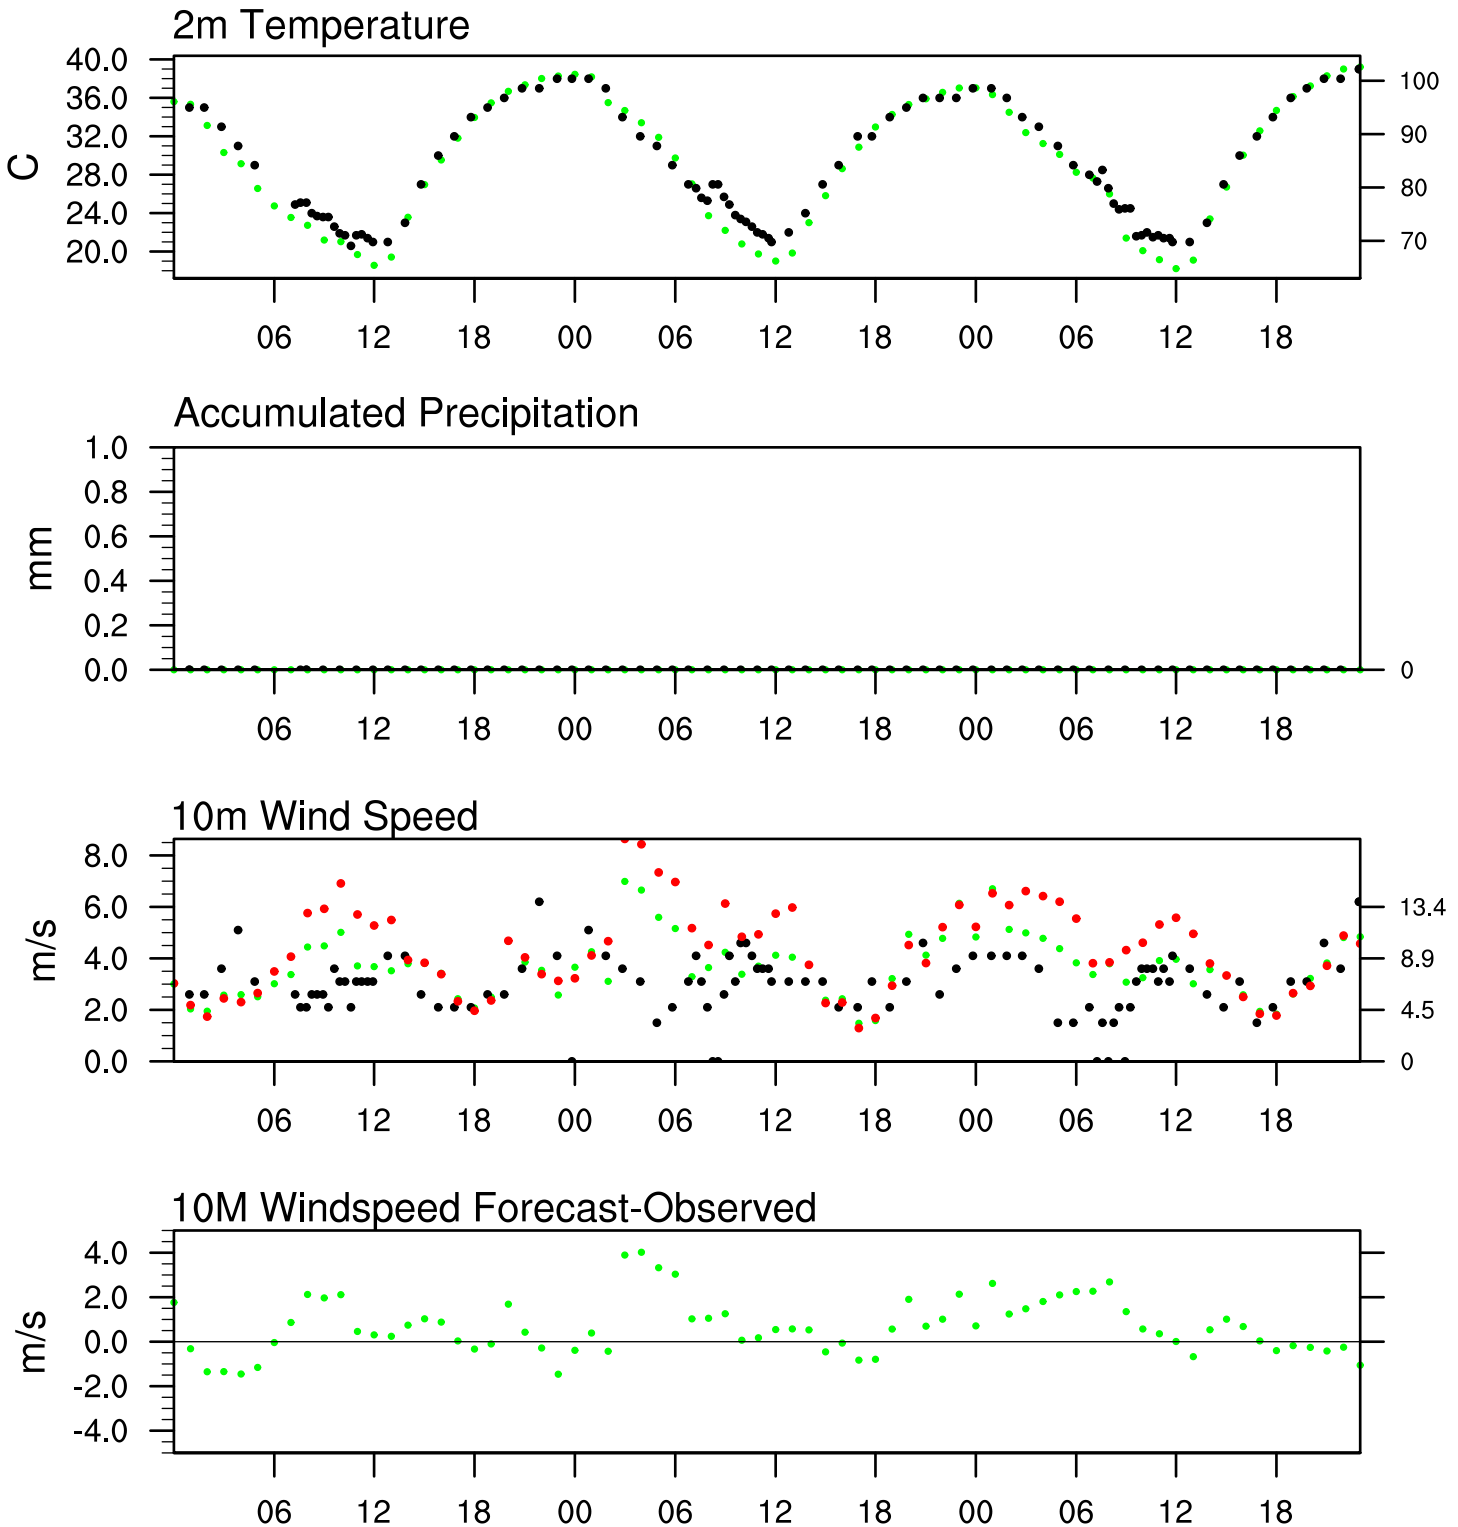 2m Temperature
40.0
36.0
32.0
28.0
24.0
20.0
C
100
90
80
70
06 12 18 00 06 12 18 00 06 12 18
Accumulated Precipitation
1.0
0.8
0.6
0.4
0.2
0.0
mm
0
06 12 18 00 06 12 18 00 06 12 18
10m Wind Speed
8.0
6.0
4.0
2.0
0.0
m/s
13.4
8.9
4.5
0
06 12 18 00 06 12 18 00 06 12 18
10M Windspeed Forecast-Observed
4.0
2.0
0.0
-2.0
-4.0
m/s
06 12 18 00 06 12 18 00 06 12 18